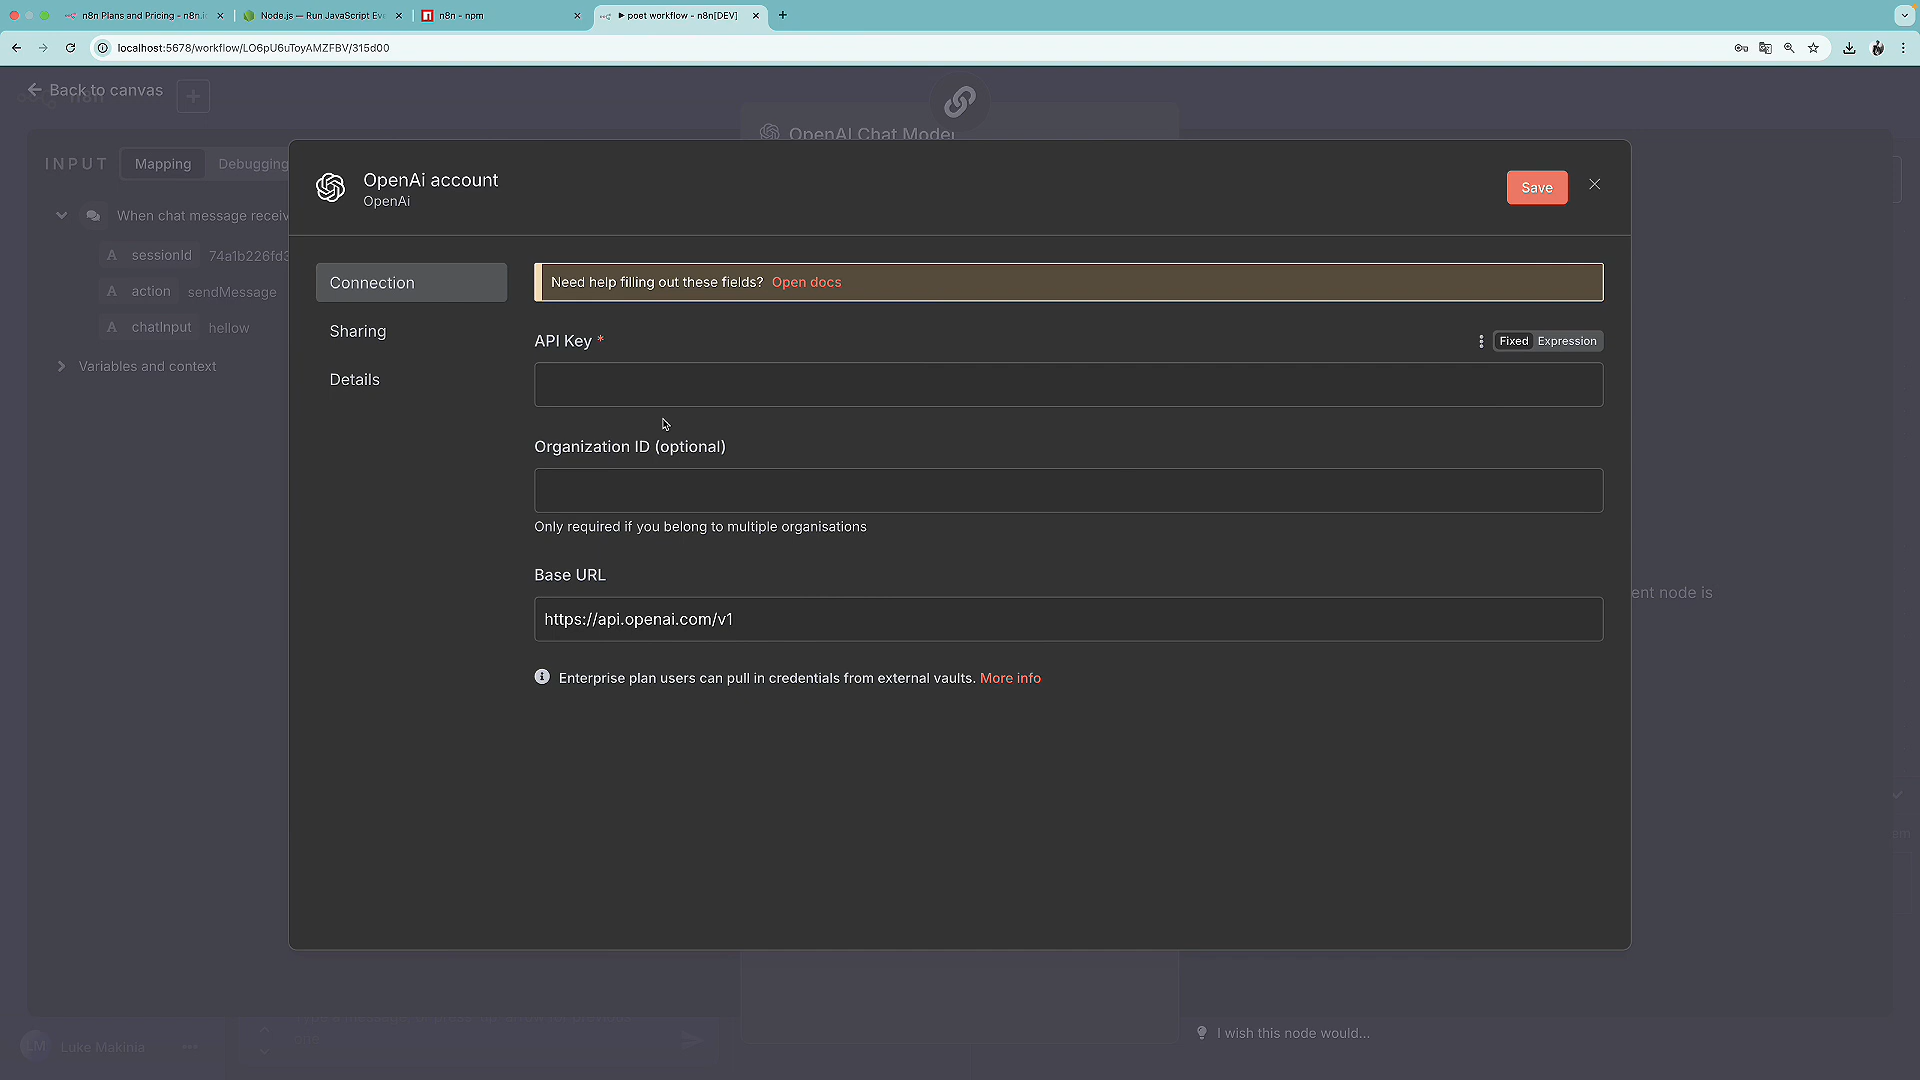 n8n Plans and Pricing - n8n.i
Node.js — Run JavaScript Ev
n8n - npm
poet workflow - n8n[DEV]
localhost:5678/workflow/LO6pU6uToyAMZFBV/315d00
Back to canvas
OpenAI Chat Model
INPUT
Mapping
Debugging
OpenAi account
OpenAi
Save
When chat message receiv
sessionId 74a1b226fd3
action sendMessage
chatInput hellow
Variables and context
Connection
Sharing
Details
Need help filling out these fields? Open docs
API Key *
Fixed Expression
Organization ID (optional)
Only required if you belong to multiple organisations
Base URL
https://api.openai.com/v1
ent node is
Enterprise plan users can pull in credentials from external vaults. More info
I wish this node would...
LM Luke Makinia